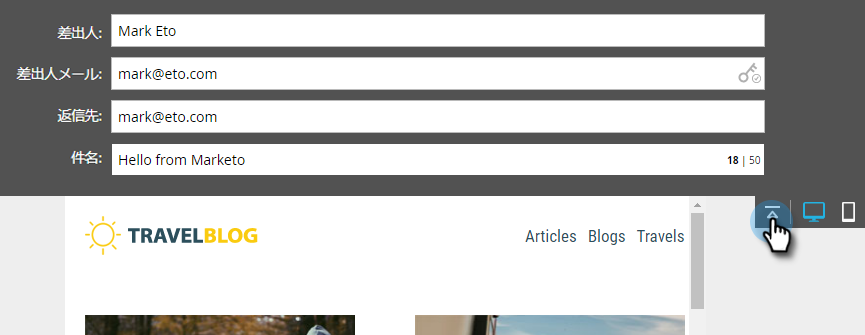 差出人: Mark Eto
差出人メール: mark@eto.com
返信先: mark@eto.com
件名: Hello from Marketo 18 | 50
TRAVELBLOG Articles Blogs Travels